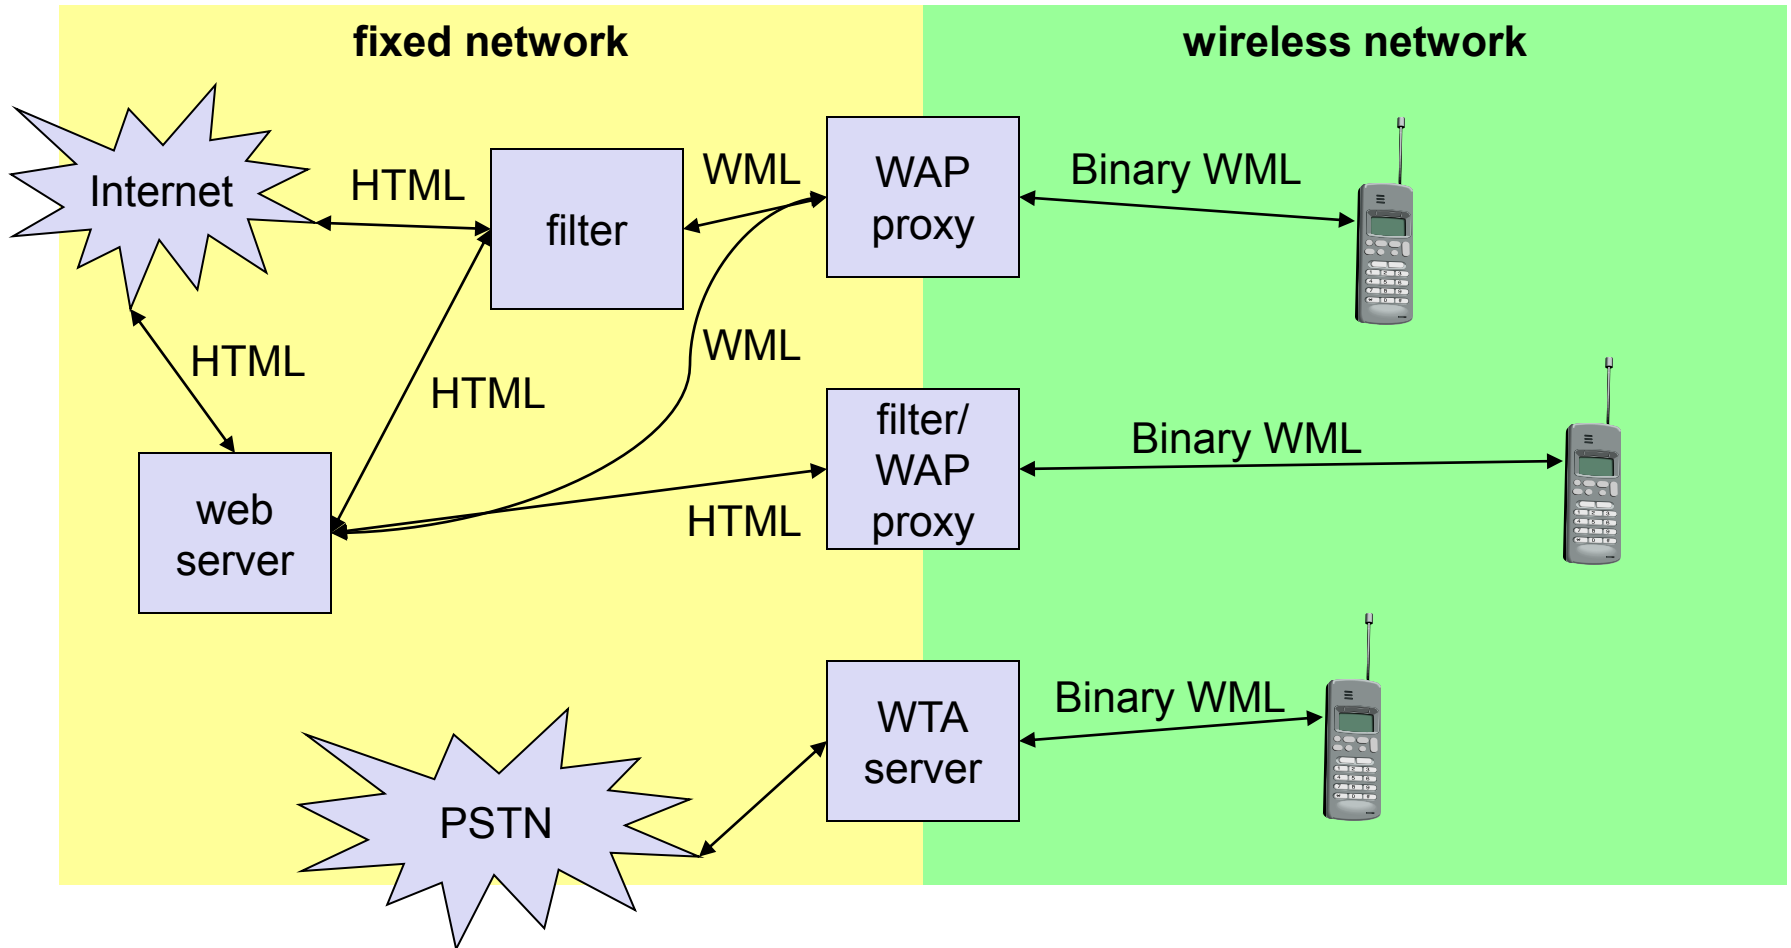 fixed network
wireless network
Internet
HTML
filter
WML
WAP
proxy
Binary WML
HTML
HTML
WML
web
server
HTML
filter/
WAP
proxy
Binary WML
PSTN
WTA
server
Binary WML